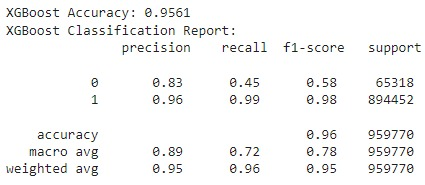 XGBoost Accuracy: 0.9561
XGBoost Classification Report:
precision recall f1-score support
0 0.83 0.45 0.58 65318
1 0.96 0.99 0.98 894452
accuracy 0.96 959770
macro avg 0.89 0.72 0.78 959770
weighted avg 0.95 0.96 0.95 959770